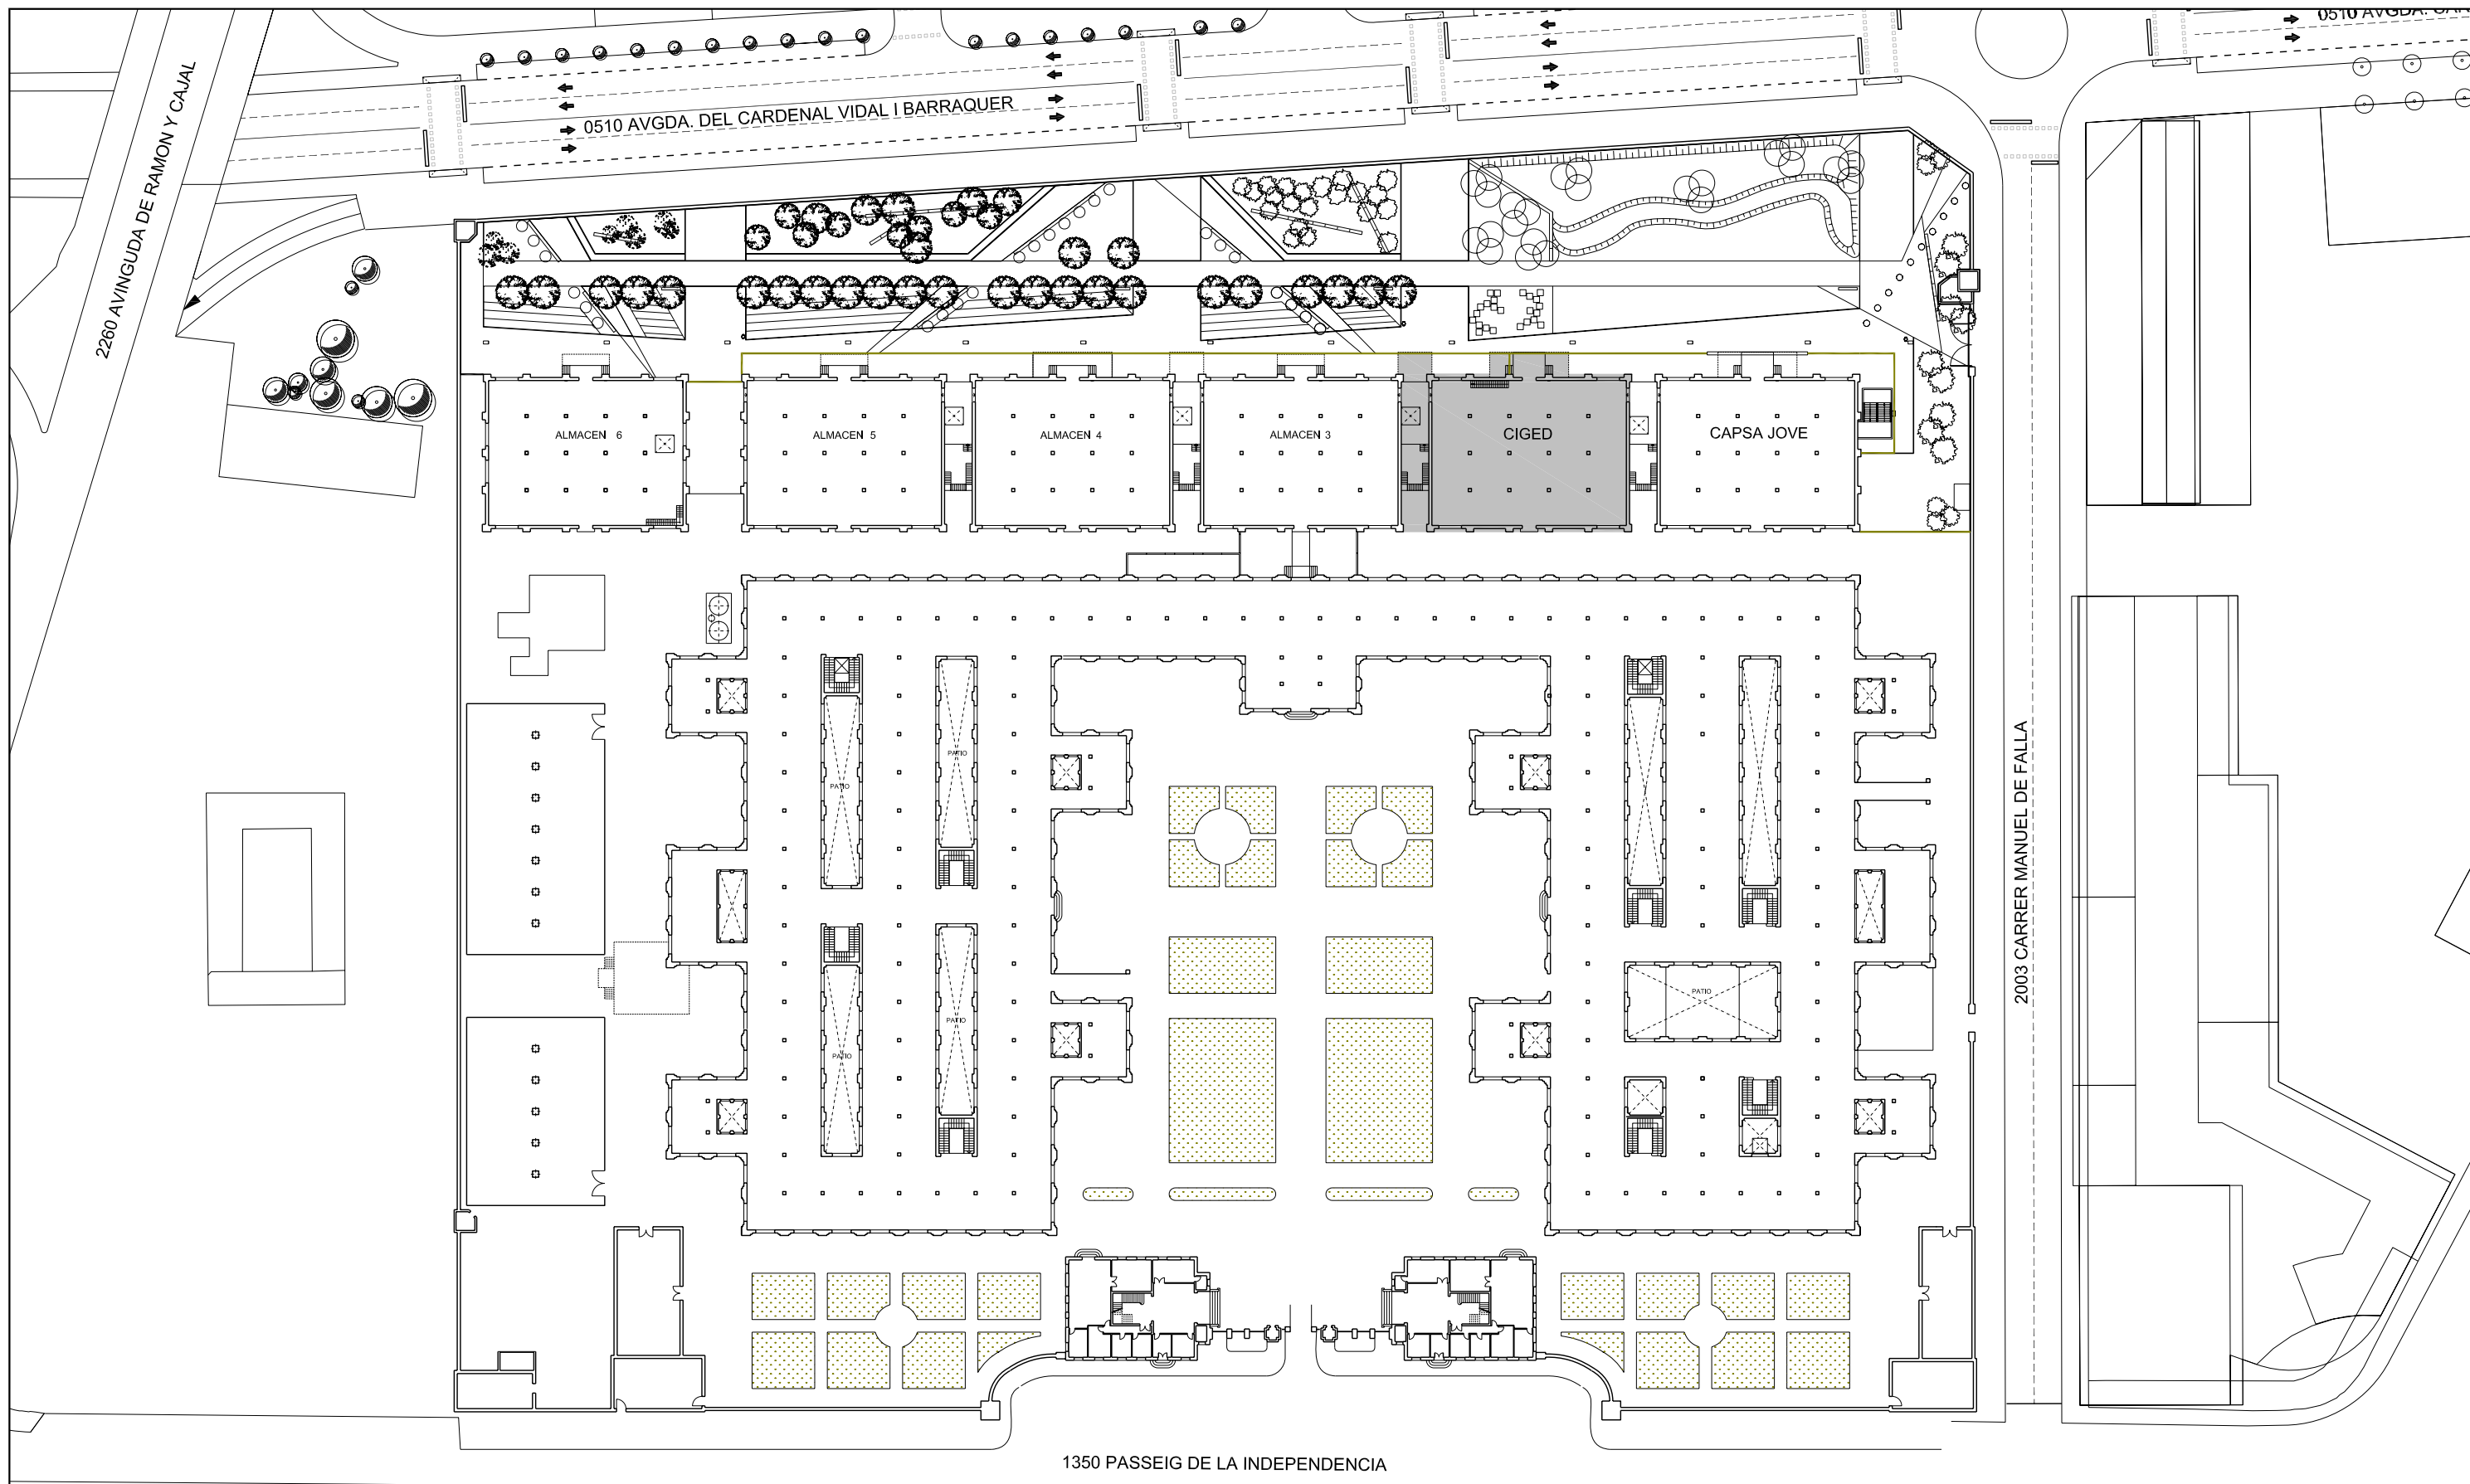 0510 AVGDA. DEL CARDENAL VIDAL I BARRAQUER
2260 AVINGUDA DE RAMON Y CAJAL
ALMACEN 6
ALMACEN 5
ALMACEN 4
ALMACEN 3
CIGED
CAPSA JOVE
PATIO
PATIO
PATIO
PATIO
PATIO
2003 CARRER MANUEL DE FALLA
1350 PASSEIG DE LA INDEPENDENCIA